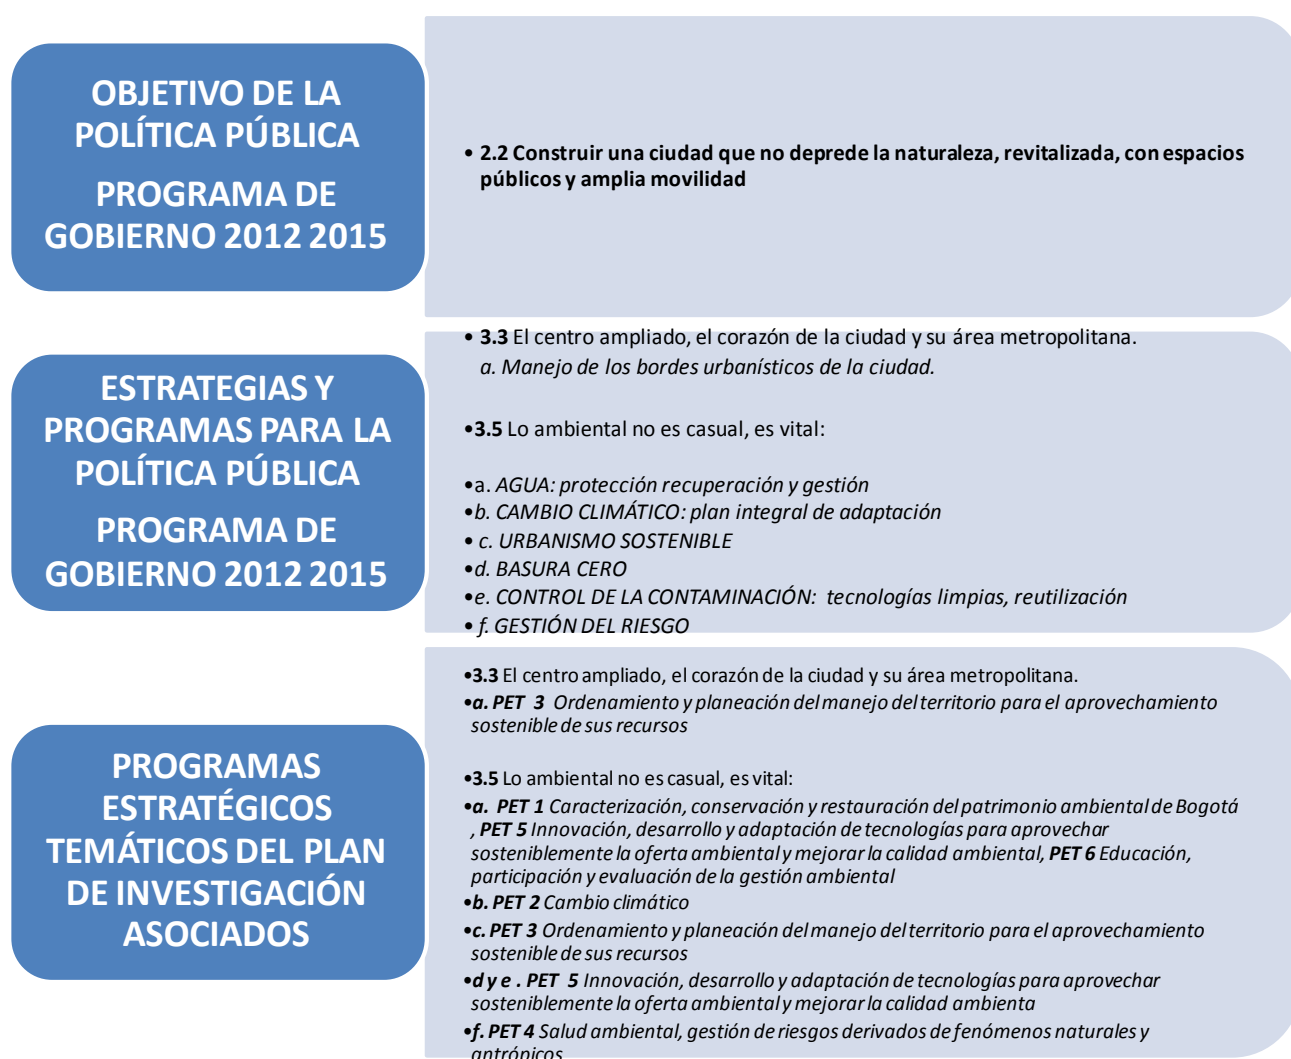 OBJETIVO DE LA
POLÍTICA PÚBLICA
PROGRAMA DE
GOBIERNO 2012 2015
• 2.2 Construir una ciudad que no deprede la naturaleza, revitalizada, con espacios
públicos y amplia movilidad
ESTRATEGIAS Y
PROGRAMAS PARA LA
POLÍTICA PÚBLICA
PROGRAMA DE
GOBIERNO 2012 2015
• 3.3 El centro ampliado, el corazón de la ciudad y su área metropolitana.
a. Manejo de los bordes urbanísticos de la ciudad.
•3.5 Lo ambiental no es casual, es vital:
•a. AGUA: protección recuperación y gestión
•b. CAMBIO CLIMÁTICO: plan integral de adaptación
• c. URBANISMO SOSTENIBLE
•d. BASURA CERO
•e. CONTROL DE LA CONTAMINACIÓN: tecnologías limpias, reutilización
• f. GESTIÓN DEL RIESGO
PROGRAMAS
ESTRATÉGICOS
TEMÁTICOS DEL PLAN
DE INVESTIGACIÓN
ASOCIADOS
•3.3 El centro ampliado, el corazón de la ciudad y su área metropolitana.
•a. PET 3 Ordenamiento y planeación del manejo del territorio para el aprovechamiento
sostenible de sus recursos
•3.5 Lo ambiental no es casual, es vital:
•a. PET 1 Caracterización, conservación y restauración del patrimonio ambiental de Bogotá
, PET 5 Innovación, desarrollo y adaptación de tecnologías para aprovechar
sosteniblemente la oferta ambiental y mejorar la calidad ambiental, PET 6 Educación,
participación y evaluación de la gestión ambiental
•b. PET 2 Cambio climático
•c. PET 3 Ordenamiento y planeación del manejo del territorio para el aprovechamiento
sostenible de sus recursos
•d y e . PET 5 Innovación, desarrollo y adaptación de tecnologías para aprovechar
sosteniblemente la oferta ambiental y mejorar la calidad ambienta
•f. PET 4 Salud ambiental, gestión de riesgos derivados de fenómenos naturales y
antrópicos